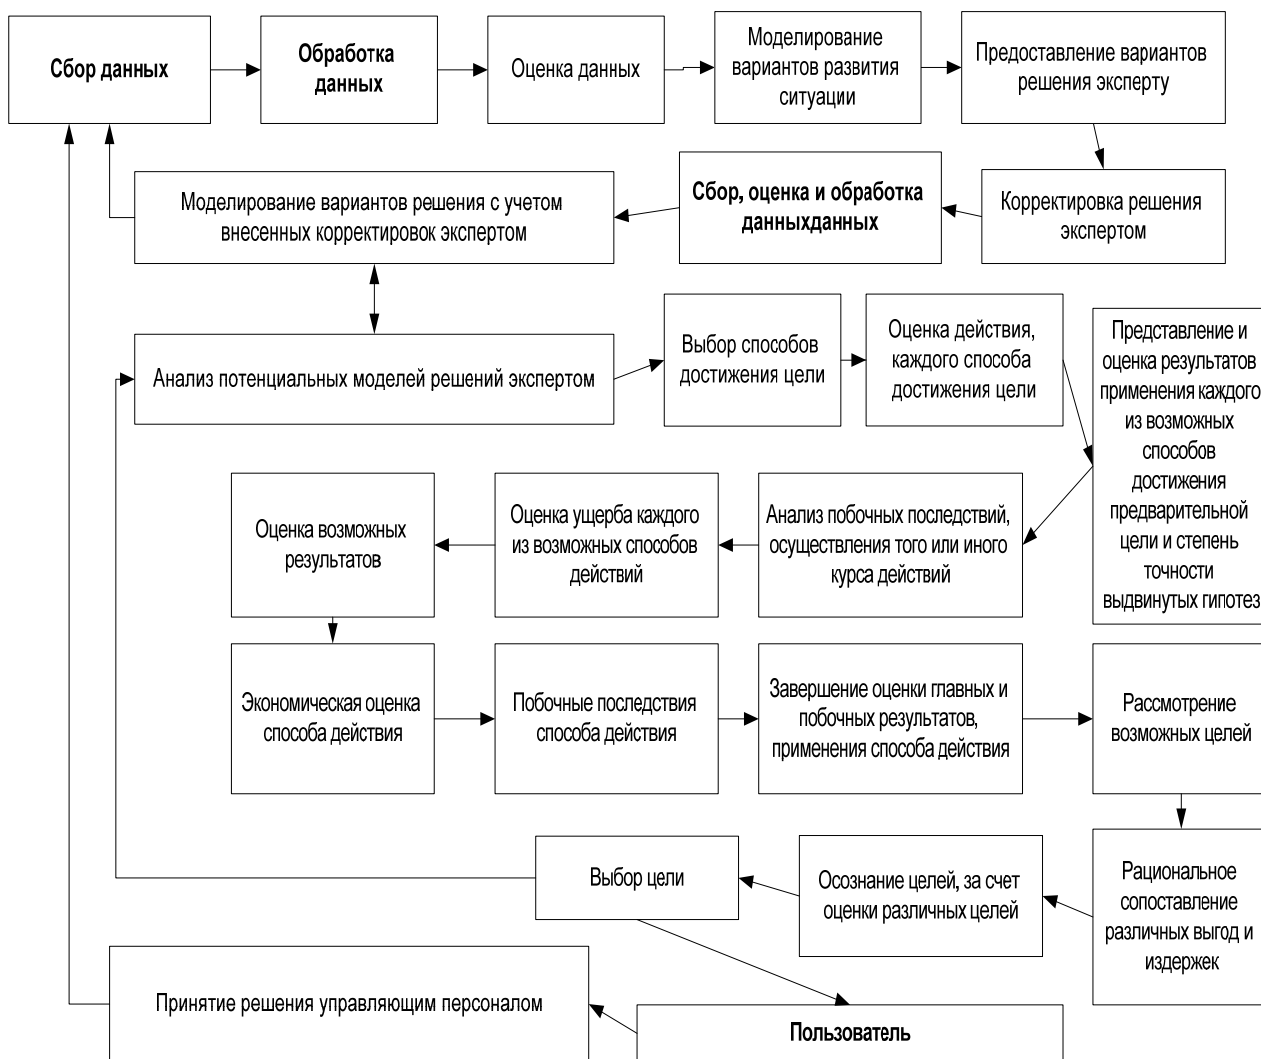 Сбор данных
Обработка
данных
Оценка данных
Моделирование
вариантов развития
ситуации
Предоставление вариантов
решения эксперту
Моделирование вариантов решения с учетом
внесенных корректировок экспертом
Сбор, оценка и обработка
данныхданных
Корректировка решения
экспертом
Анализ потенциальных моделей решений экспертом
Выбор способов
достижения цели
Оценка действия,
каждого способа
достижения цели
Представление и
оценка результатов
применения каждого
из возможных
способов
достижения
предварительной
цели и степень
точности
выдвинутых гипотез
Оценка возможных
результатов
Оценка ущерба каждого
из возможных способов
действий
Анализ побочных последствий,
осуществления того или иного
курса действий
Экономическая оценка
способа действия
Побочные последствия
способа действия
Завершение оценки главных и
побочных результатов,
применения способа действия
Рассмотрение
возможных целей
Выбор цели
Осознание целей, за счет
оценки различных целей
Рациональное
сопоставление
различных выгод и
издержек
Принятие решения управляющим персоналом
Пользователь